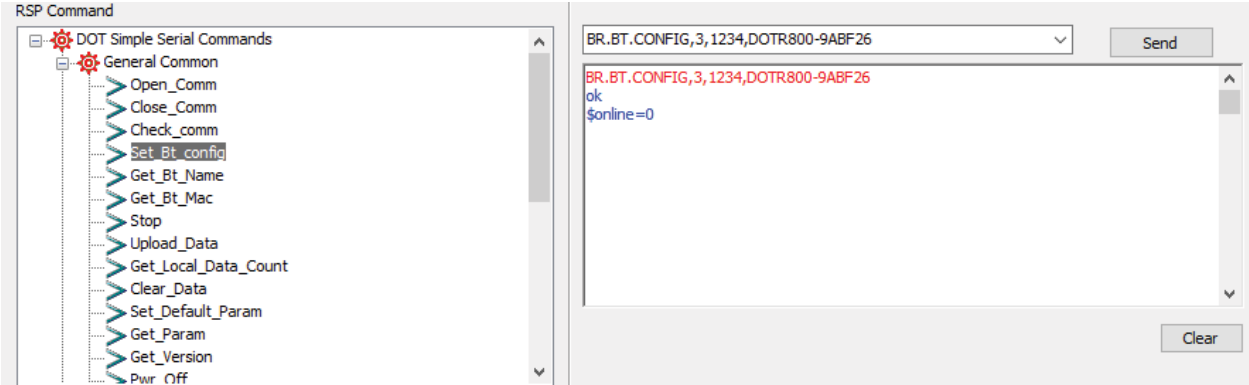 RSP Command
DOT Simple Serial Commands
General Common
Open_Comm
Close_Comm
Check_comm
Set_Bt_config
Get_Bt_Name
Get_Bt_Mac
Stop
Upload_Data
Get_Local_Data_Count
Clear_Data
Set_Default_Param
Get_Param
Get_Version
Pwr_Off
BR.BT.CONFIG,3,1234,DOTR800-9ABF26
Send
BR.BT.CONFIG,3,1234,DOTR800-9ABF26
ok
$online=0
Clear